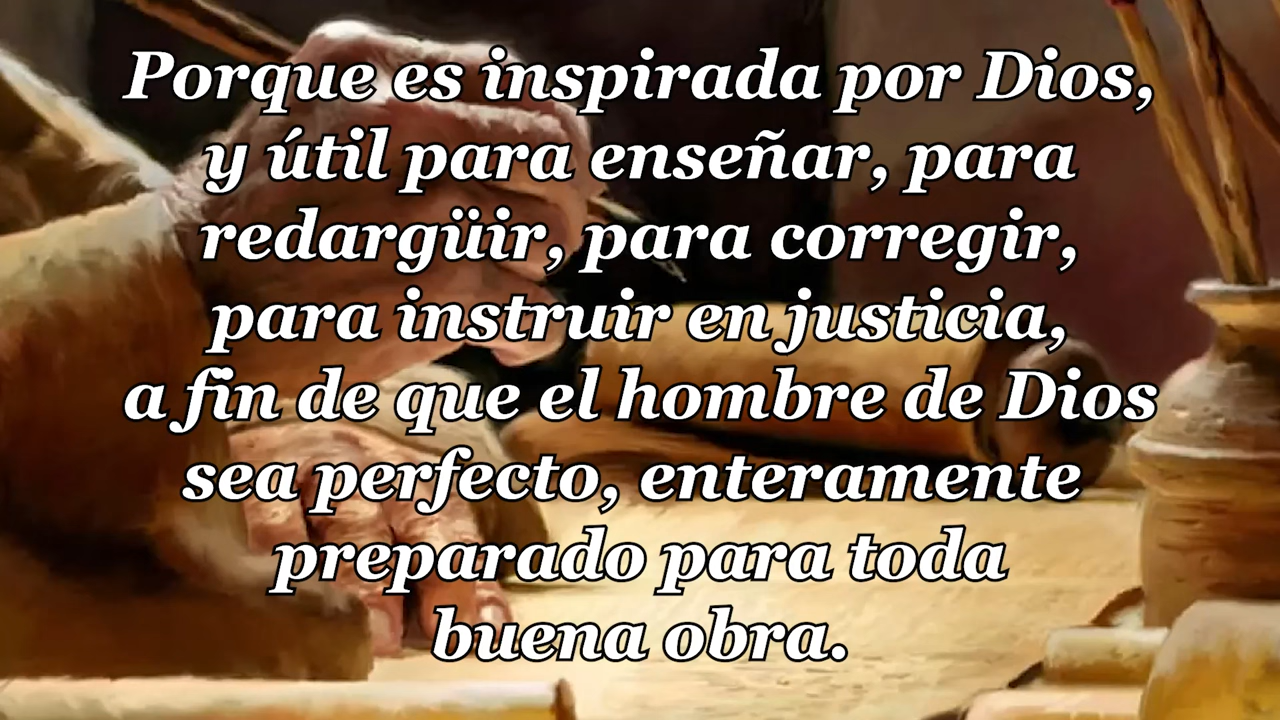 Porque es inspirada por Dios,
y útil para enseñar, para
redargüir, para corregir,
para instruir en justicia,
a fin de que el hombre de Dios
sea perfecto, enteramente
preparado para toda
buena obra.